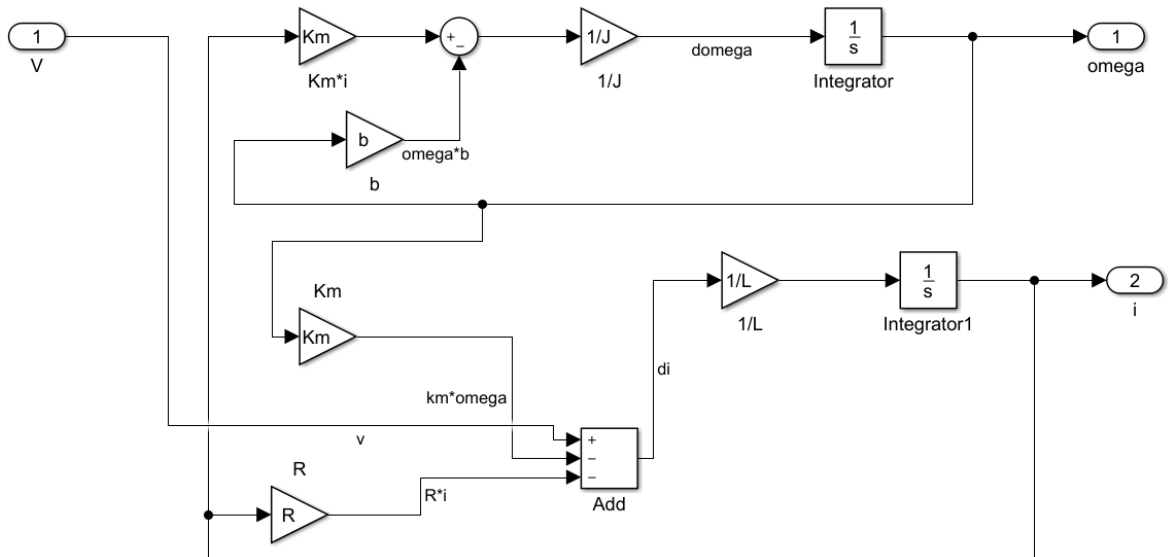 1
V
Km
Km*i
+
−
1/J
1/J
domega
1
s
Integrator
1
omega
b
omega*b
b
Km
Km
km*omega
v
R
R
R*i
+
−
−
Add
di
1/L
1/L
1
s
Integrator1
2
i